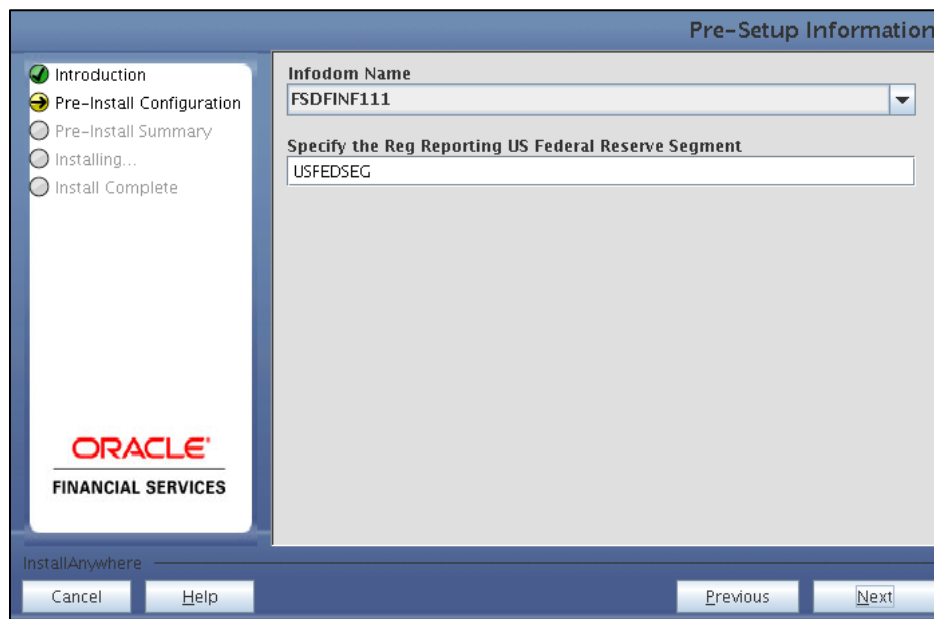 Pre-Setup Information
Introduction
Pre-Install Configuration
Pre-Install Summary
Installing...
Install Complete
ORACLE'
FINANCIAL SERVICES
Infodom Name
FSDFINF111
Specify the Reg Reporting US Federal Reserve Segment
USFEDSEG
InstallAnywhere
Cancel
Help
Previous
Next